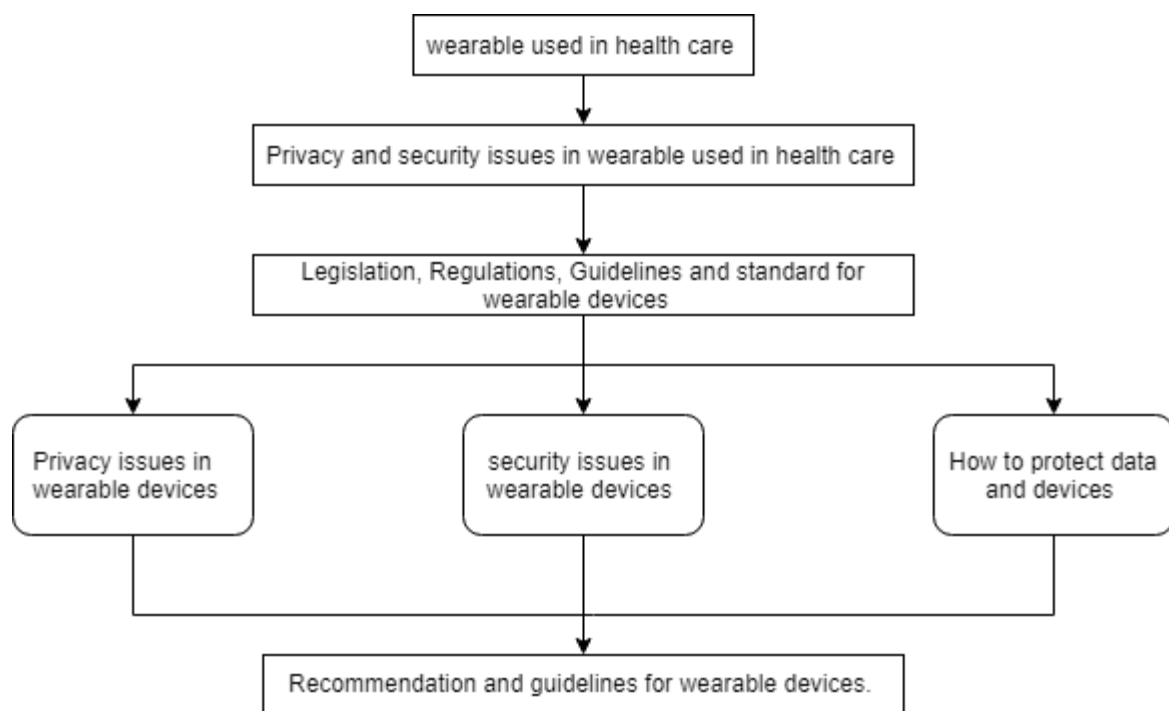 wearable used in health care
Privacy and security issues in wearable used in health care
Legislation, Regulations, Guidelines and standard for
wearable devices
Privacy issues in
wearable devices
security issues in
wearable devices
How to protect data
and devices
Recommendation and guidelines for wearable devices.